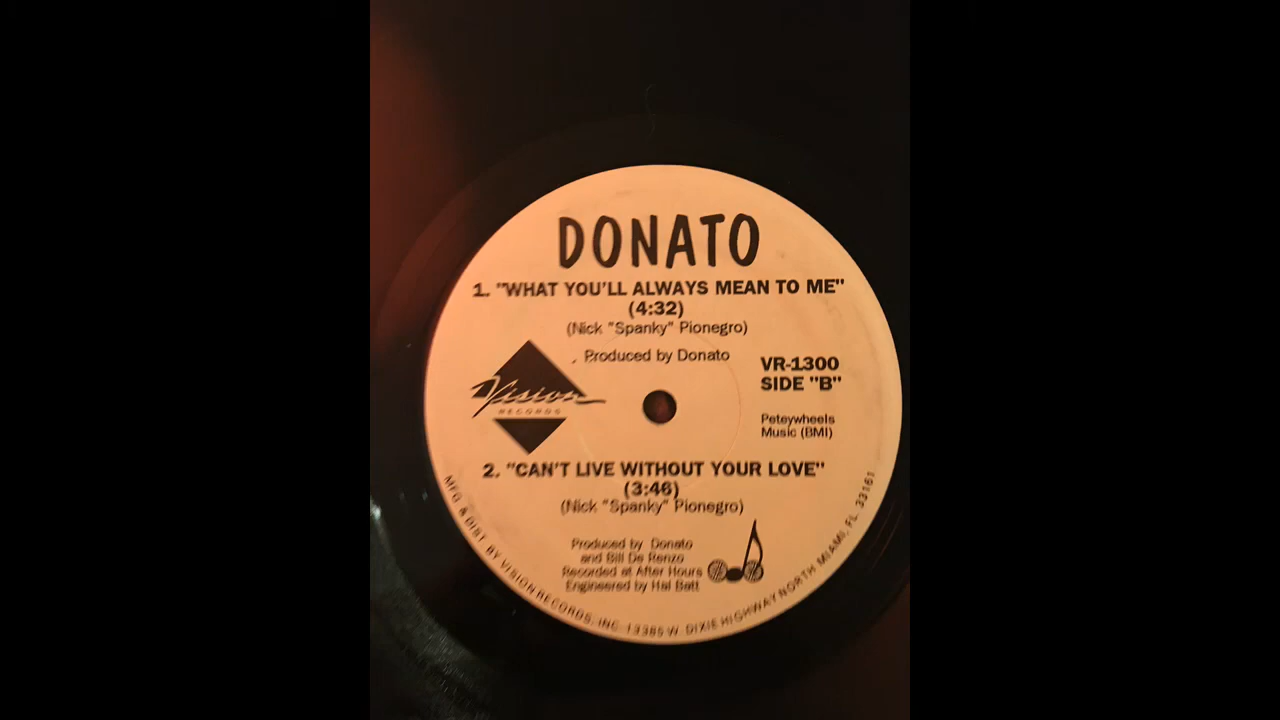 DONATO
1. "WHAT YOU'LL ALWAYS MEAN TO ME"
(4:32)
(Nick "Spanky" Pionegro)
Produced by Donato
VR-1300
SIDE "B"
Vision
RECORDS
Peteywheels
Music (BMI)
2. "CAN'T LIVE WITHOUT YOUR LOVE"
(3:46)
(Nick "Spanky" Pionegro)
Produced by Donato
and Bill De Renzo
Recorded at After Hours
Engineered by Hal Batt
MFG & DIST. BY VISION RECORDS, INC. 13385 W. DIXIE HIGHWAY NORTH MIAMI, FL. 33161